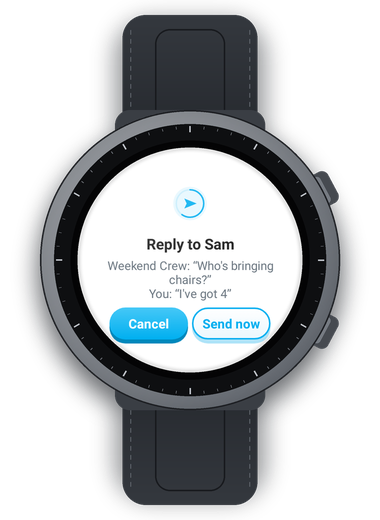 Reply to Sam
Weekend Crew: “Who's bringing
chairs?”
You: “I've got 4”
Cancel
Send now